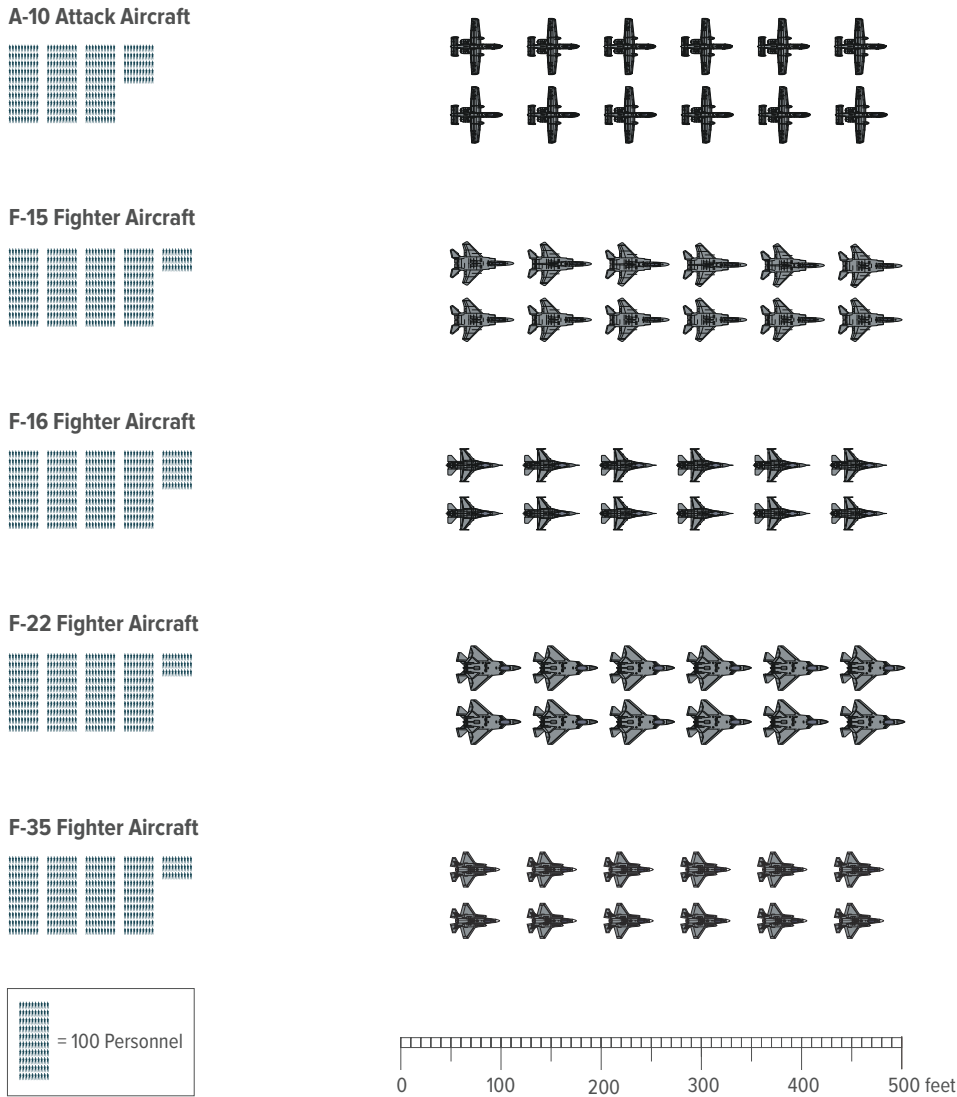 A-10 Attack Aircraft
F-15 Fighter Aircraft
F-16 Fighter Aircraft
F-22 Fighter Aircraft
F-35 Fighter Aircraft
= 100 Personnel
0 100 200 300 400 500 feet